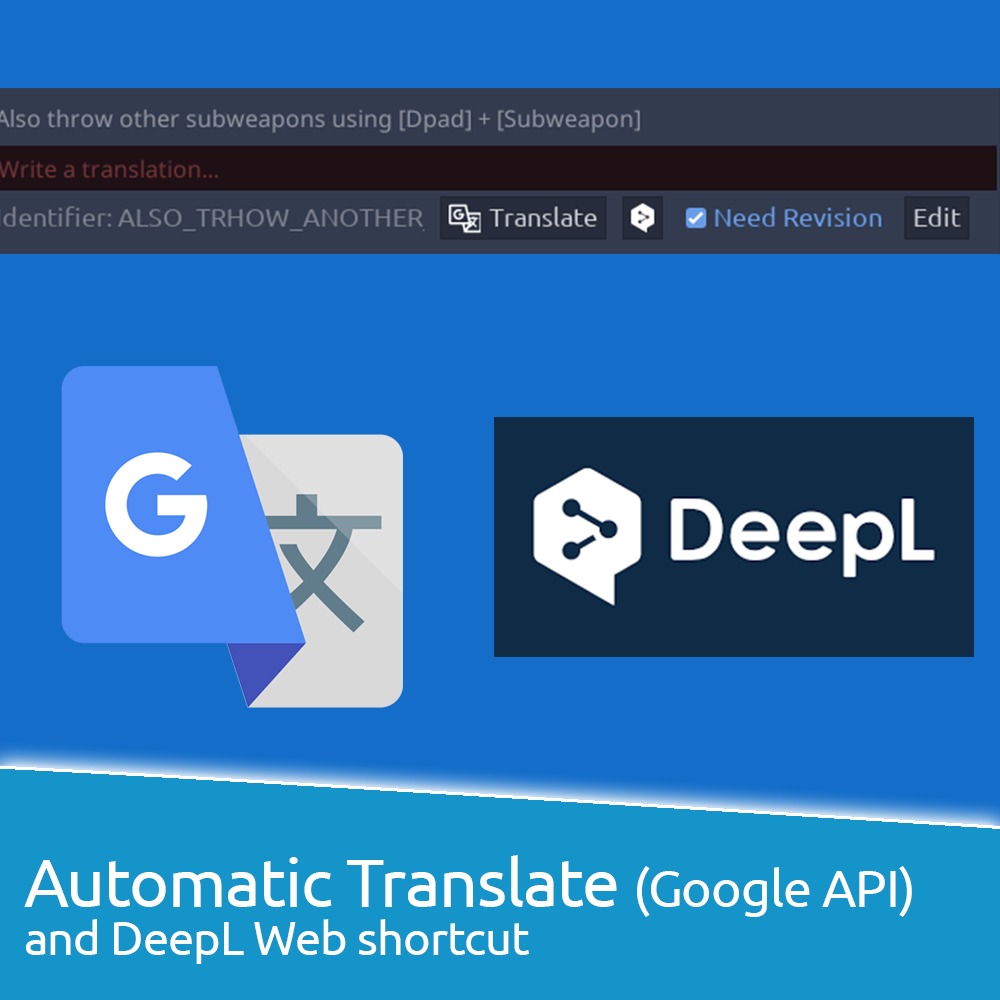 Also throw other subweapons using [Dpad] + [Subweapon]
Write a translation...
Identifier: ALSO_TRHOW_ANOTHER_ Translate Need Revision Edit
G 文
DeepL
Automatic Translate (Google API)
and DeepL Web shortcut